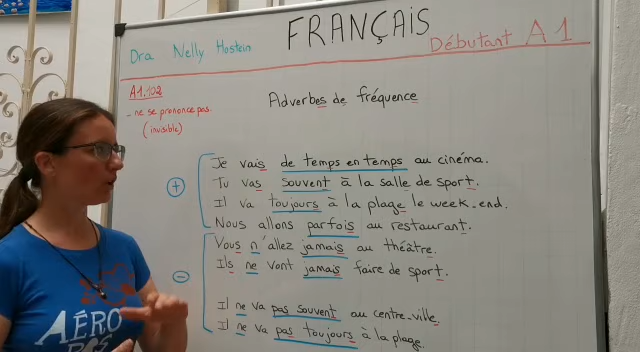 FRANÇAIS
Dra Nelly Hostein
Débutant A1
A1.102
- ne se prononce pas
(invisible)
Adverbes de fréquence
+
Je vais de temps en temps au cinéma.
Tu vas souvent à la salle de sport.
Il va toujours à la plage le week-end.
Nous allons parfois au restaurant.
-
Vous n'allez jamais au théâtre.
Ils ne vont jamais faire de sport.
Il ne va pas souvent au centre-ville.
Il ne va pas toujours à la plage.
AÉRO